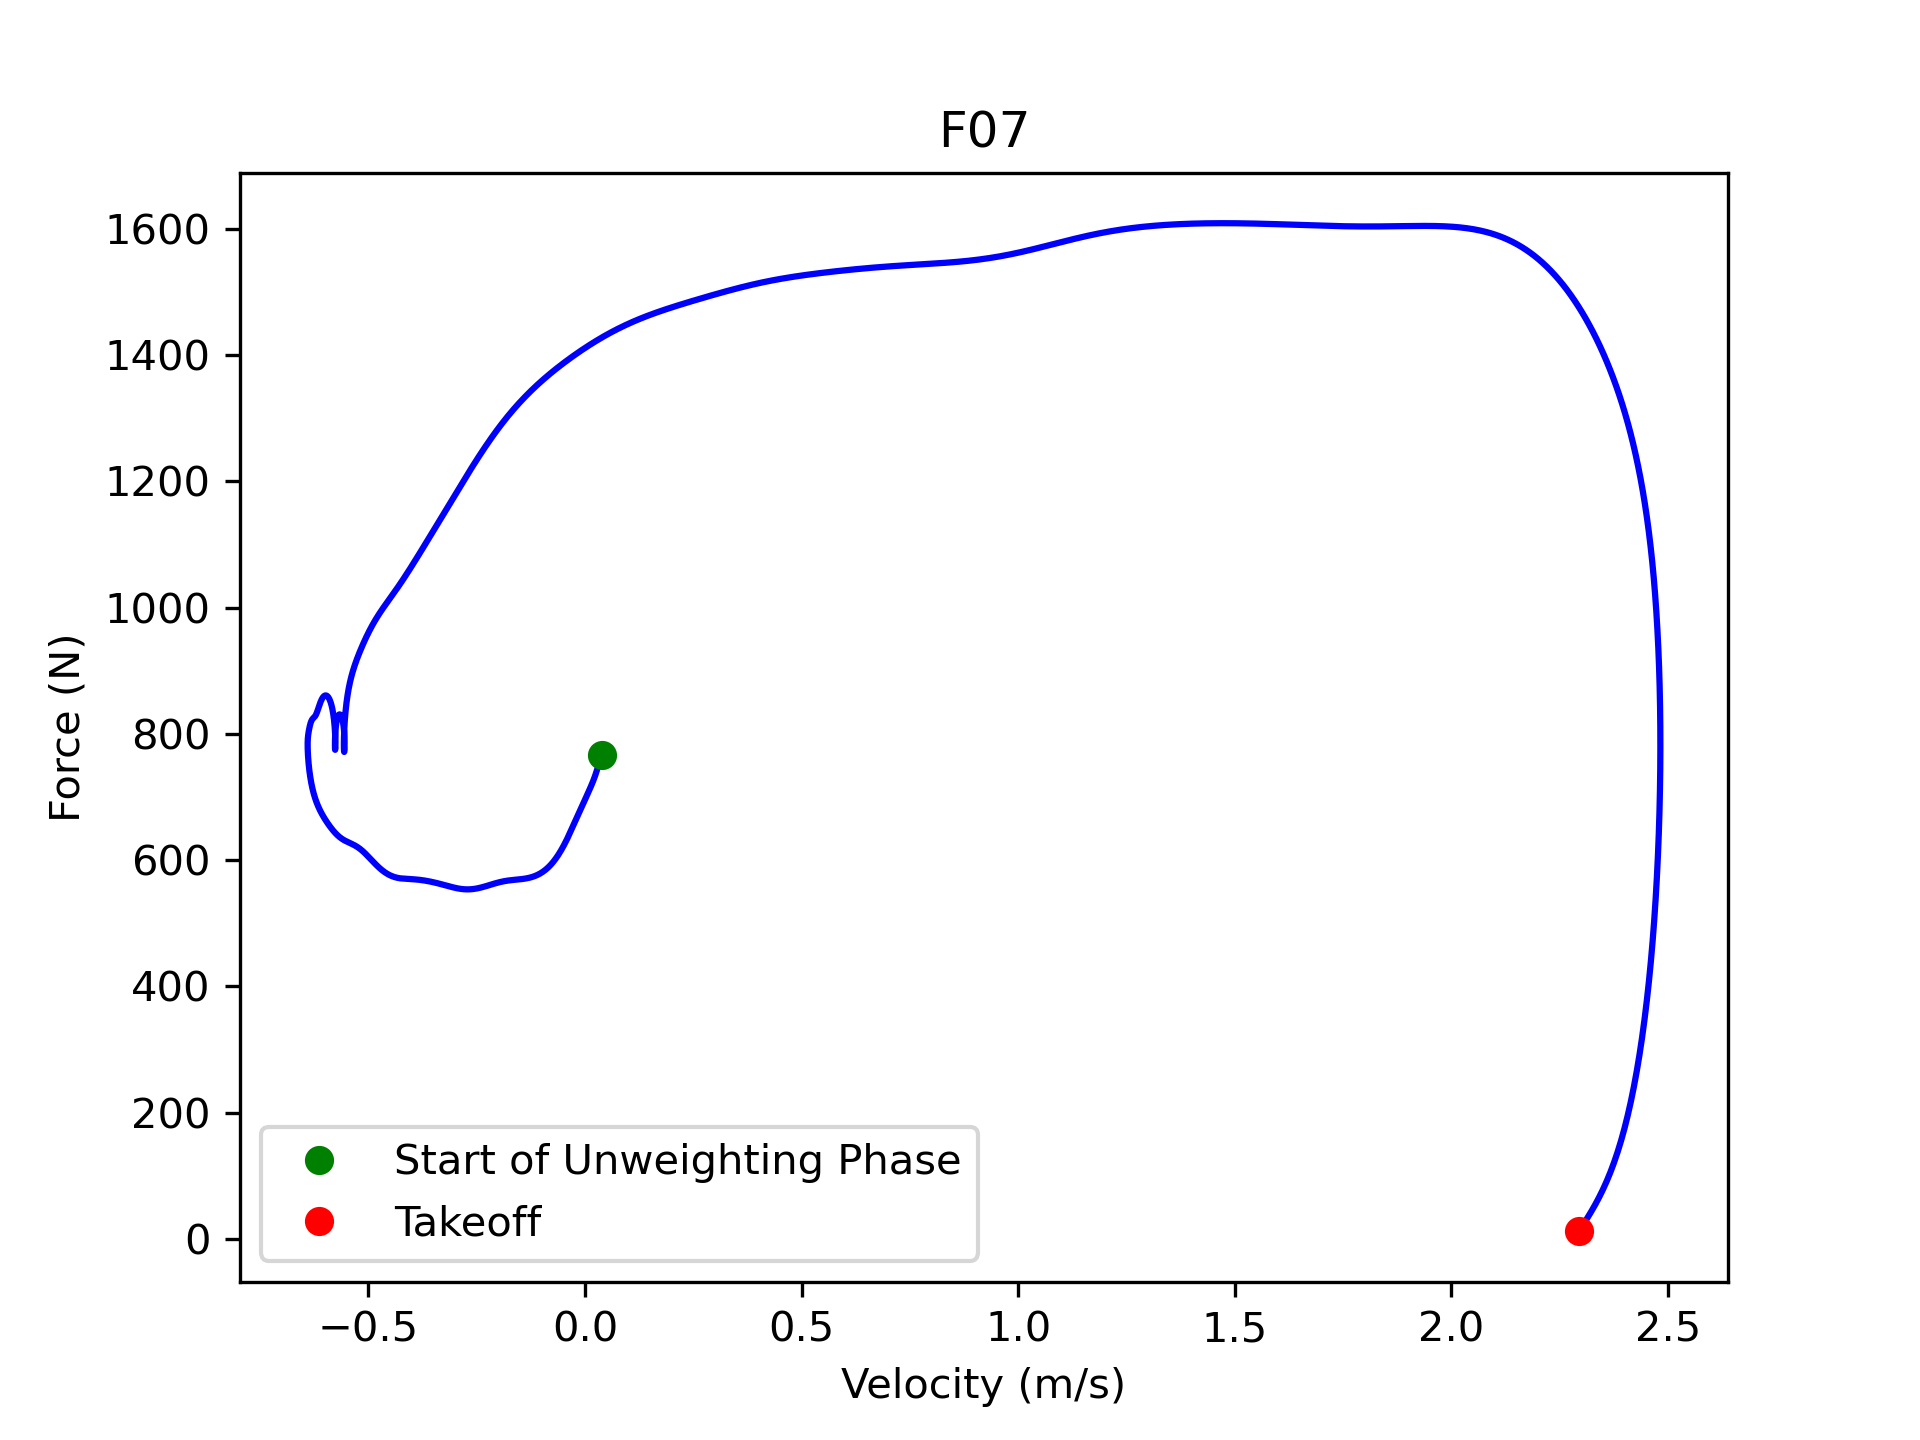 F07
1600
1400
1200
1000
800
600
400
200
0
Force (N)
Start of Unweighting Phase
Takeoff
−0.5 0.0 0.5 1.0 1.5 2.0 2.5
Velocity (m/s)